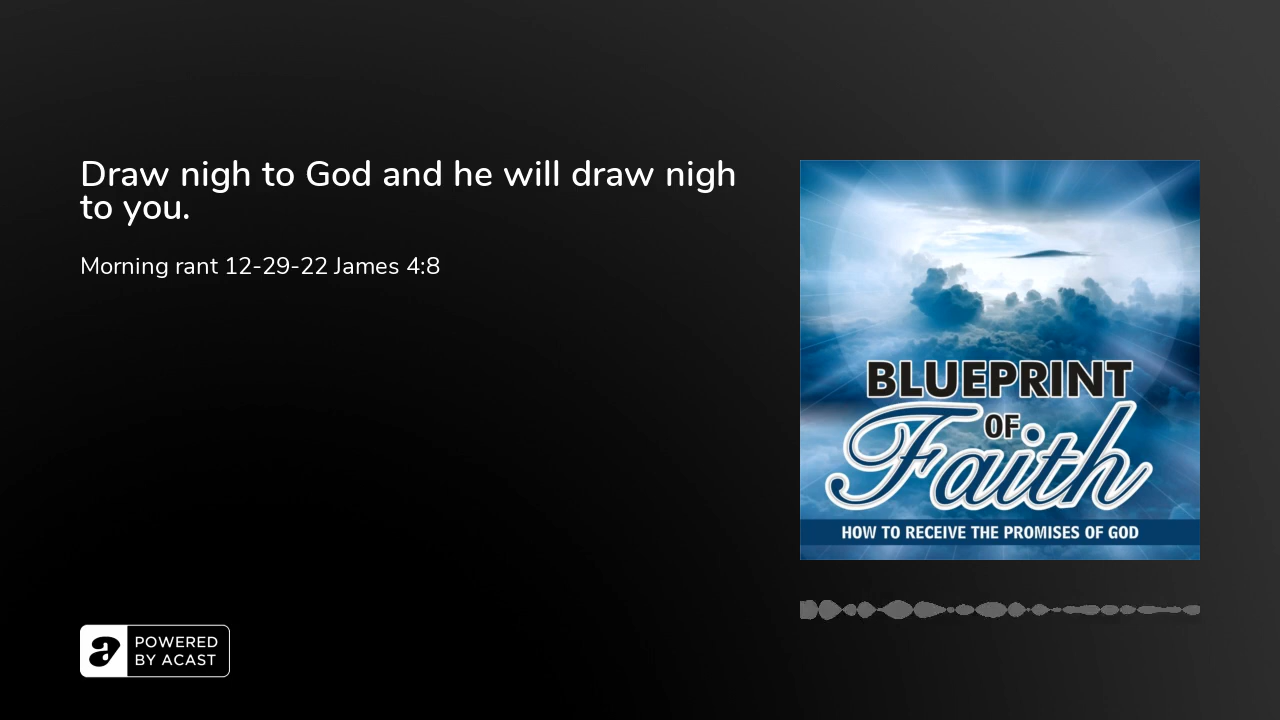 Draw nigh to God and he will draw nigh
to you.
Morning rant 12-29-22 James 4:8
BLUEPRINT
OF
Faith
HOW TO RECEIVE THE PROMISES OF GOD
POWERED
BY ACAST